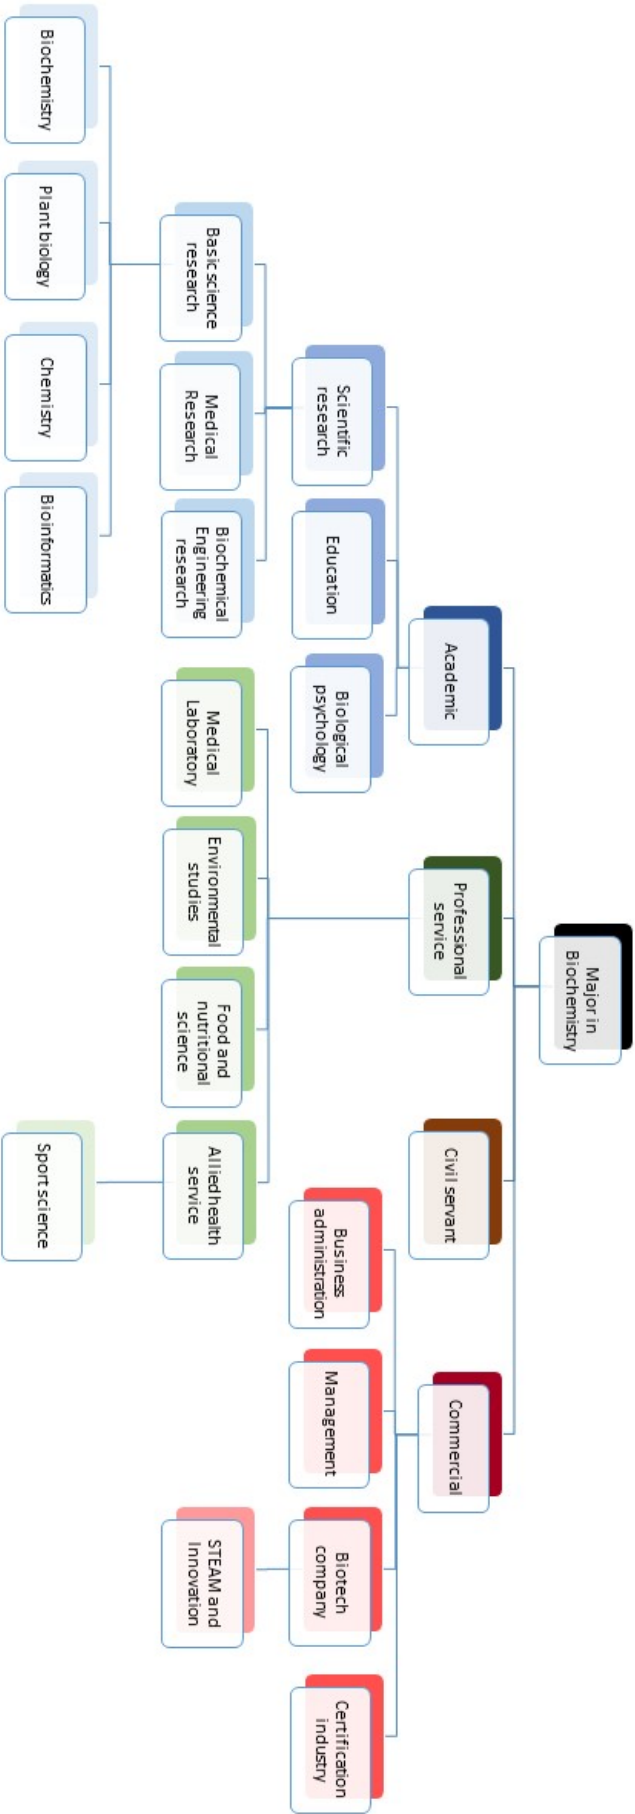 Major in
Biochemistry
Academic
Professional
service
Civil servant
Commercial
Scientific
research
Education
Biological
psychology
Business
administration
Management
Biotech
company
Certification
industry
Basic science
research
Medical
Research
Biochemical
Engineering
research
Medical
Laboratory
Environmental
studies
Food and
nutritional
science
Allied health
service
STEAM and
Innovation
Biochemistry
Plant biology
Chemistry
Bioinformatics
Sport science